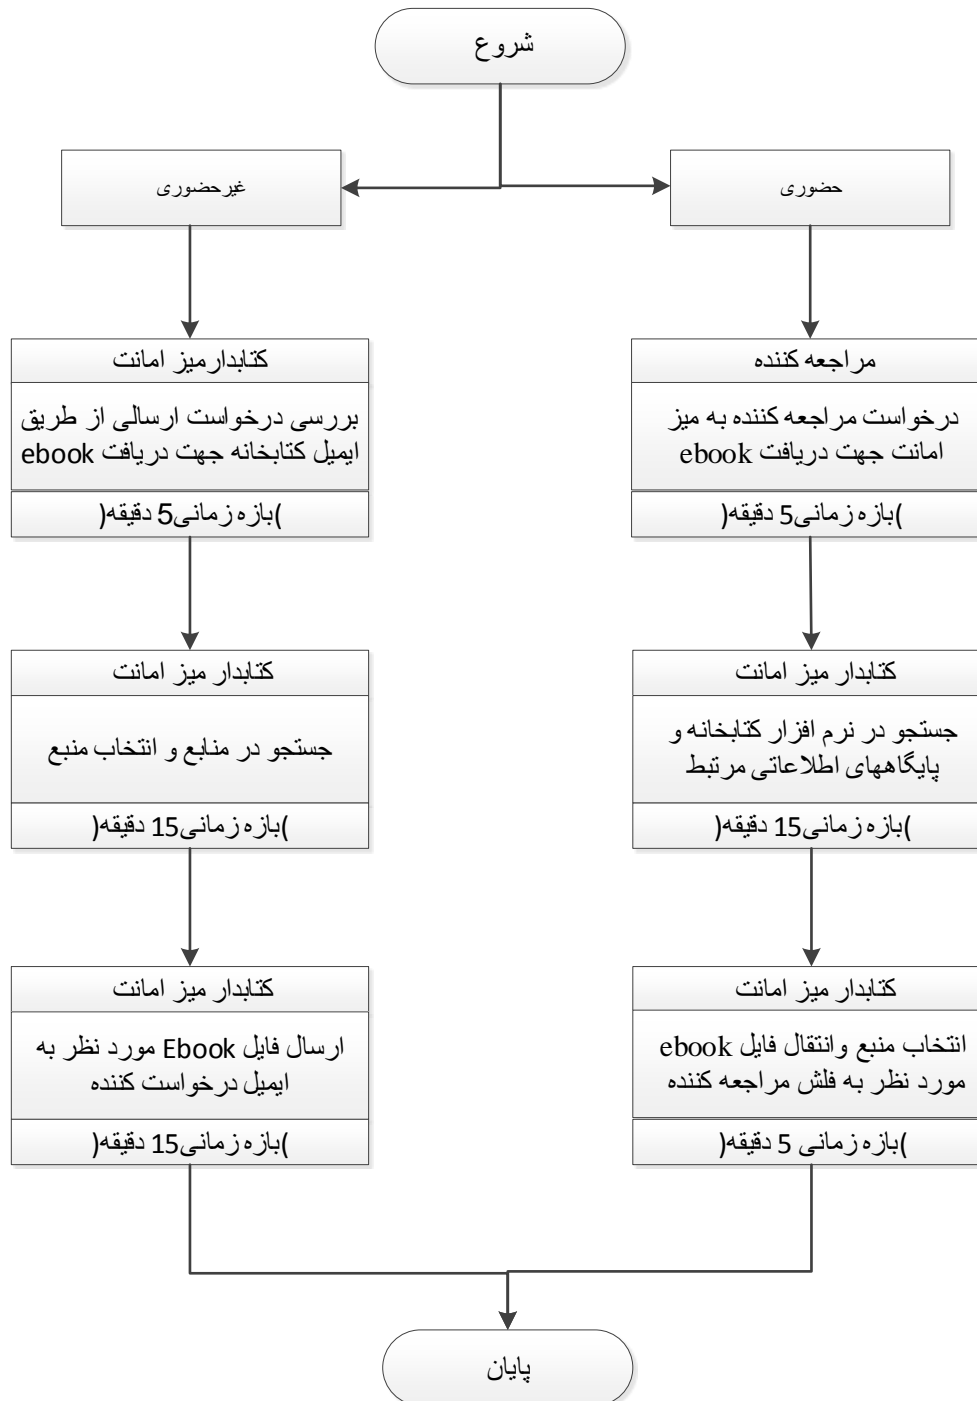 شروع
حضوری
غیرحضوری
مراجعه کننده
درخواست مراجعه کننده به میز
امانت جهت دریافت ebook
)بازه زمانی5 دقیقه(
کتابدار میز امانت
جستجو در نرم افزار کتابخانه و
پایگاههای اطلاعاتی مرتبط
)بازه زمانی15 دقیقه(
کتابدار میز امانت
انتخاب منبع وانتقال فایل ebook
مورد نظر به فلش مراجعه کننده
)بازه زمانی 5 دقیقه(
کتابدارمیز امانت
بررسی درخواست ارسالی از طریق
ایمیل کتابخانه جهت دریافت ebook
)بازه زمانی5 دقیقه(
کتابدار میز امانت
جستجو در منابع و انتخاب منبع
)بازه زمانی15 دقیقه(
کتابدار میز امانت
ارسال فایل Ebook مورد نظر به
ایمیل درخواست کننده
)بازه زمانی15 دقیقه(
پایان